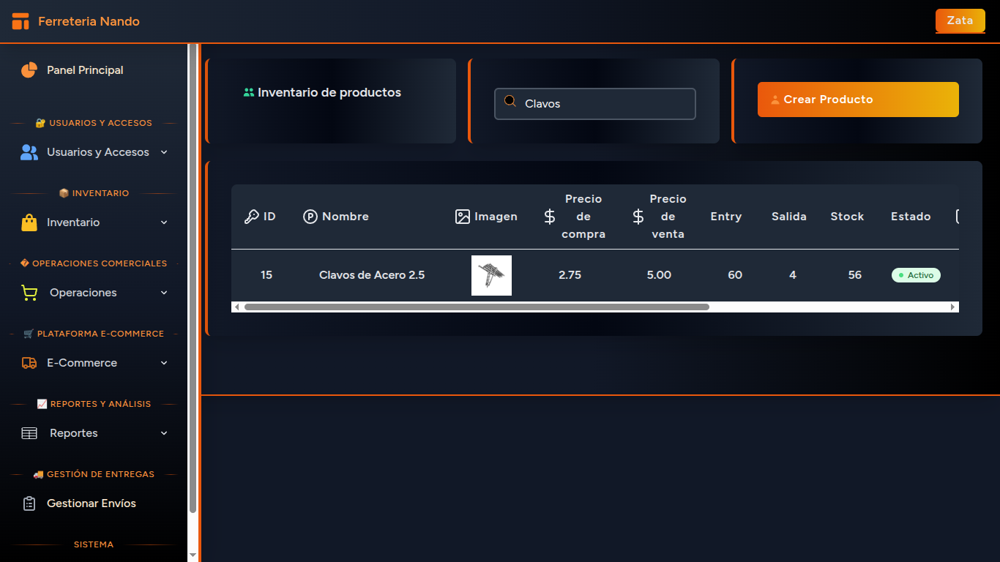 Ferreteria Nando
Zata
Panel Principal
🔐 USUARIOS Y ACCESOS
Usuarios y Accesos
📦 INVENTARIO
Inventario
� OPERACIONES COMERCIALES
Operaciones
🛒 PLATAFORMA E-COMMERCE
E-Commerce
📈 REPORTES Y ANÁLISIS
Reportes
🚚 GESTIÓN DE ENTREGAS
Gestionar Envíos
SISTEMA
Inventario de productos
Clavos
Crear Producto
ID Nombre Imagen Precio de compra Precio de venta Entry Salida Stock Estado
15 Clavos de Acero 2.5 2.75 5.00 60 4 56 Activo